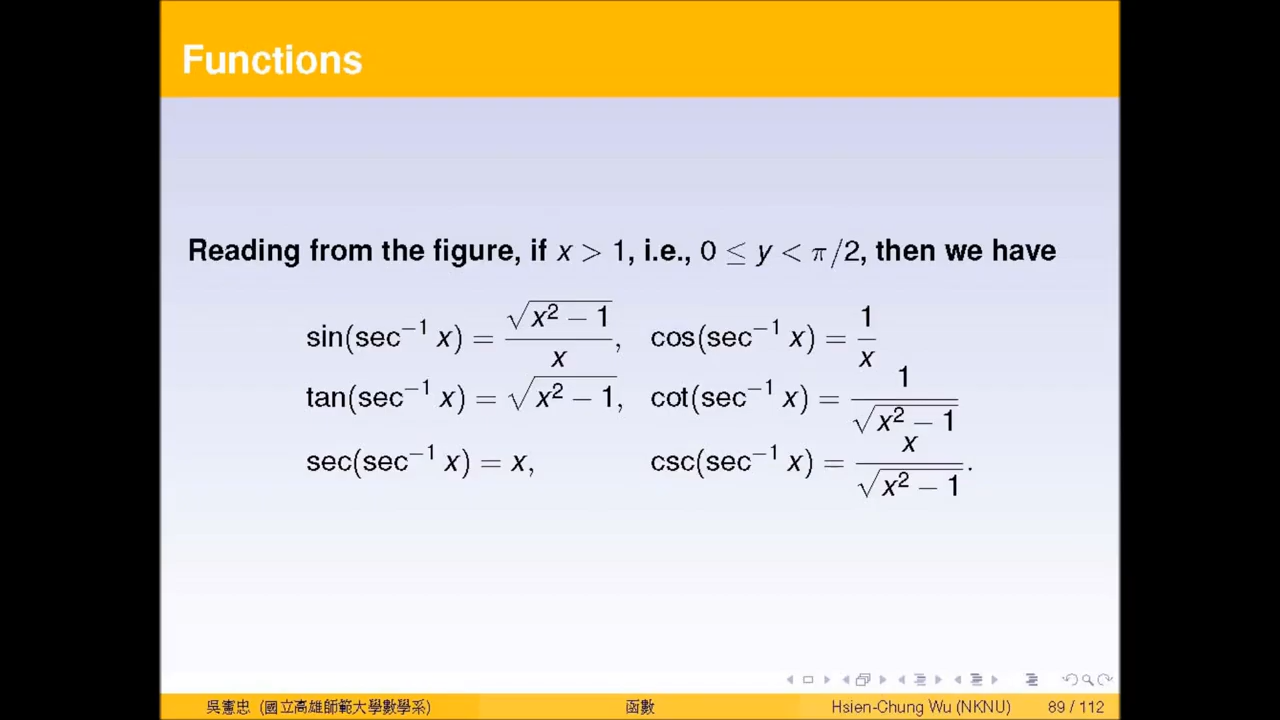 Functions
Reading from the figure, if x > 1, i.e., 0 ≤ y < π/2, then we have
sin(sec⁻¹ x) = √(x² − 1)/x, cos(sec⁻¹ x) = 1/x
tan(sec⁻¹ x) = √(x² − 1), cot(sec⁻¹ x) = 1/√(x² − 1)
sec(sec⁻¹ x) = x, csc(sec⁻¹ x) = x/√(x² − 1).
吳憲忠 (國立高雄師範大學數學系) 函數 Hsien-Chung Wu (NKNU) 89 / 112